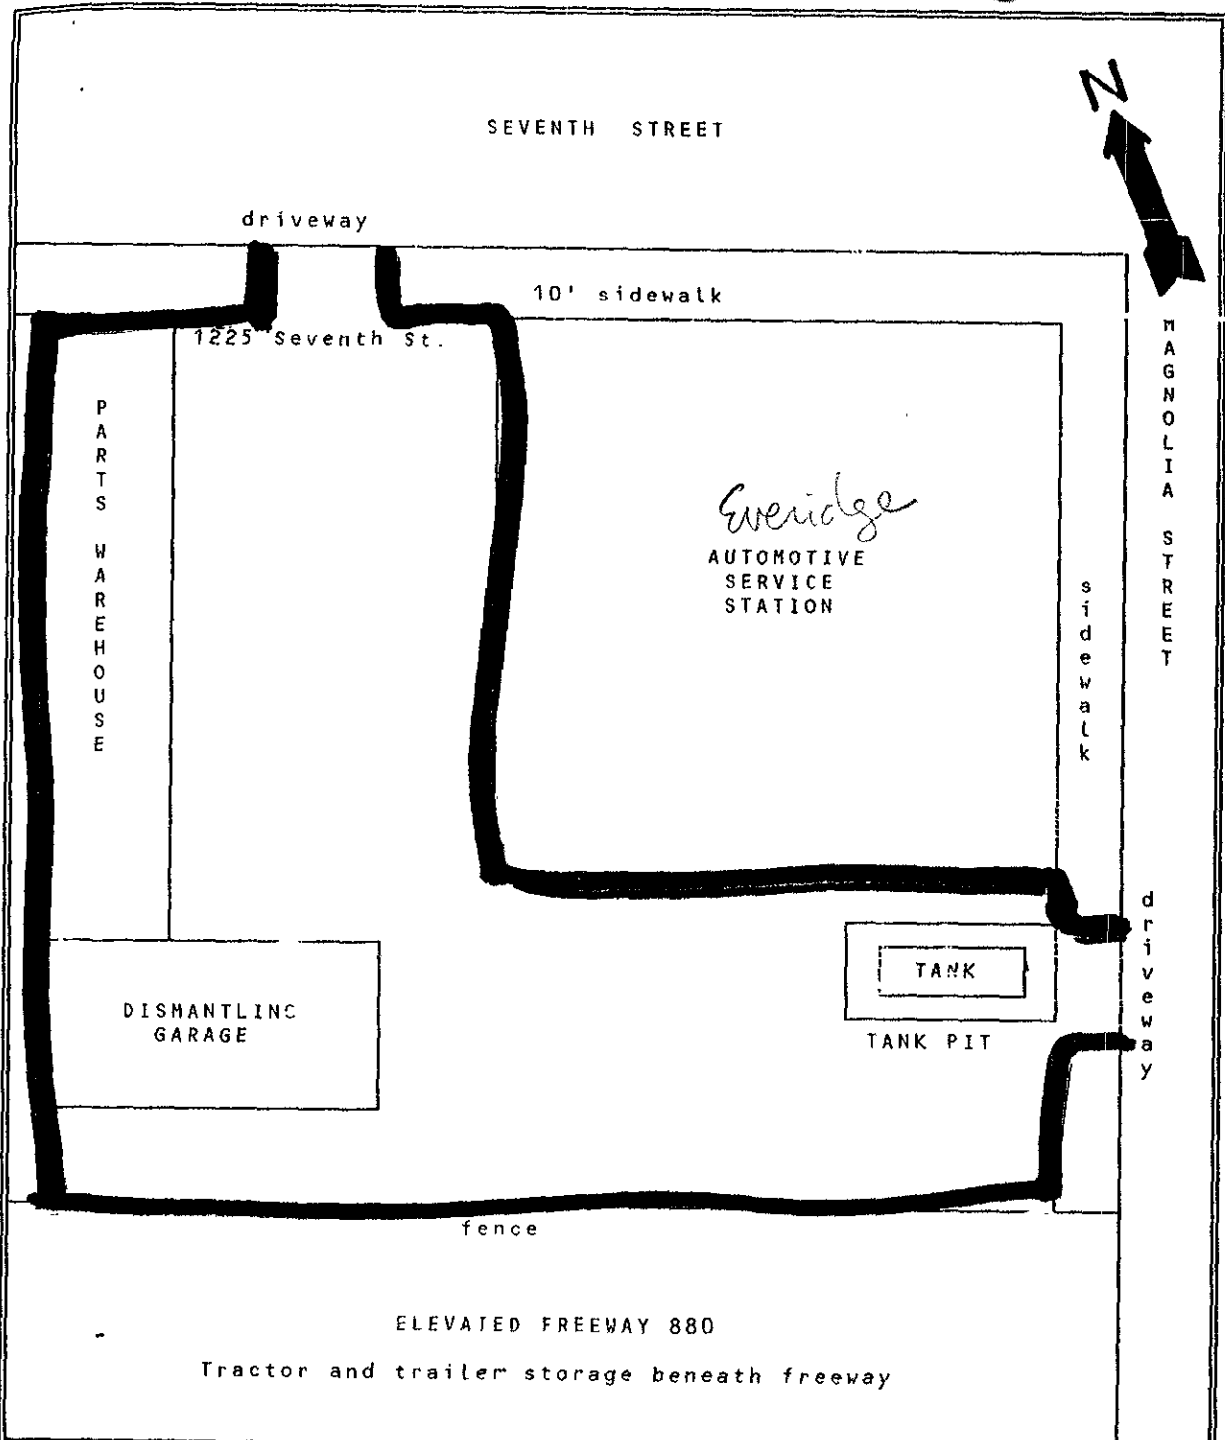 N
SEVENTH STREET
driveway
10' sidewalk
1225 Seventh St.
MAGNOLIA STREET
PARTS WAREHOUSE
Everidge
AUTOMOTIVE
SERVICE
STATION
sidewalk
driveway
TANK
DISMANTLING
GARAGE
TANK PIT
fence
ELEVATED FREEWAY 880
Tractor and trailer storage beneath freeway